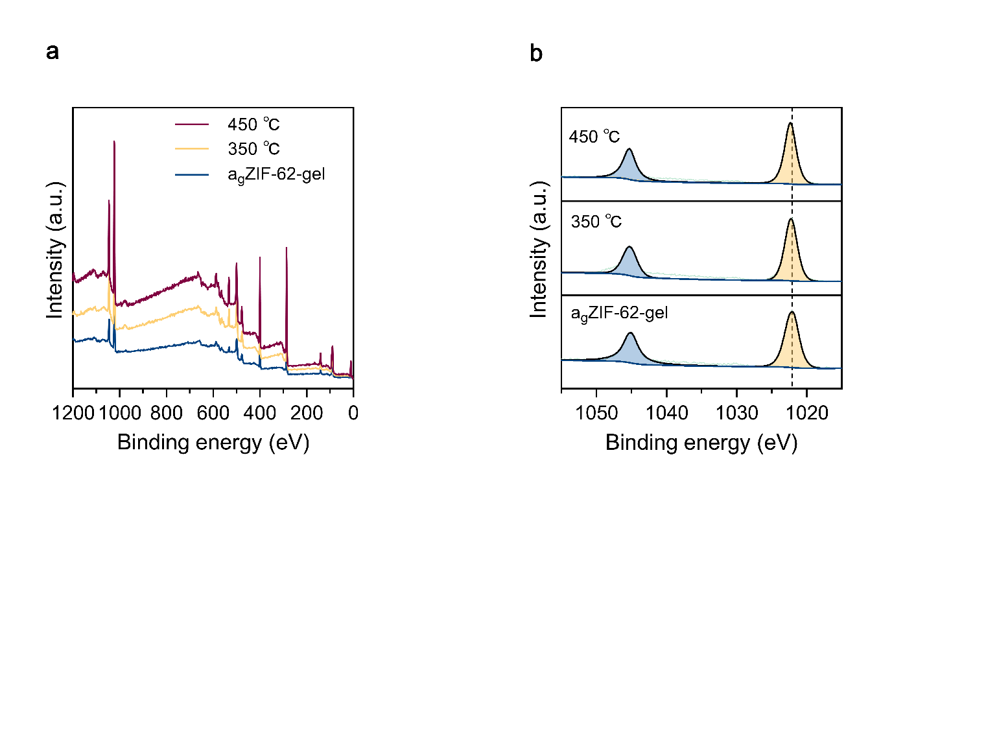 a
450 ℃
350 ℃
agZIF-62-gel
Intensity (a.u.)
1200 1000 800 600 400 200 0
Binding energy (eV)
b
450 ℃
350 ℃
agZIF-62-gel
Intensity (a.u.)
1050 1040 1030 1020
Binding energy (eV)